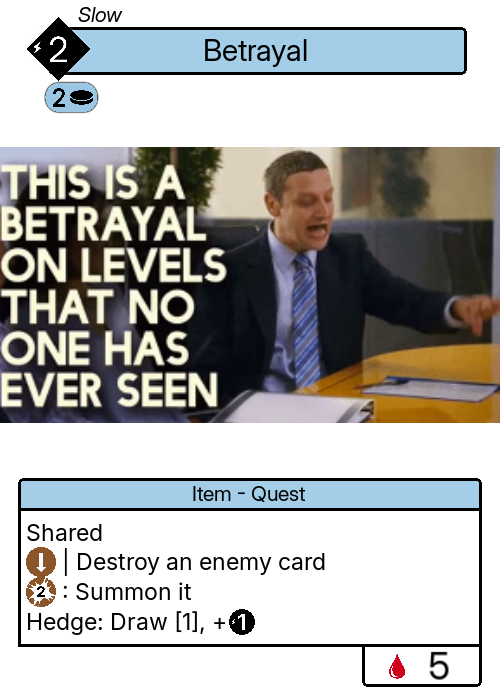 Slow
2
Betrayal
2
THIS IS A
BETRAYAL
ON LEVELS
THAT NO
ONE HAS
EVER SEEN
Item - Quest
Shared
| Destroy an enemy card
2 : Summon it
Hedge: Draw [1], + 1
5